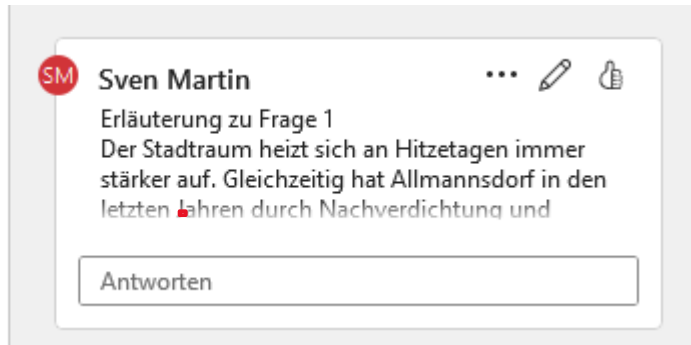 SM
Sven Martin
Erläuterung zu Frage 1
Der Stadtraum heizt sich an Hitzetagen immer
stärker auf. Gleichzeitig hat Allmannsdorf in den
letzten Jahren durch Nachverdichtung und
Antworten